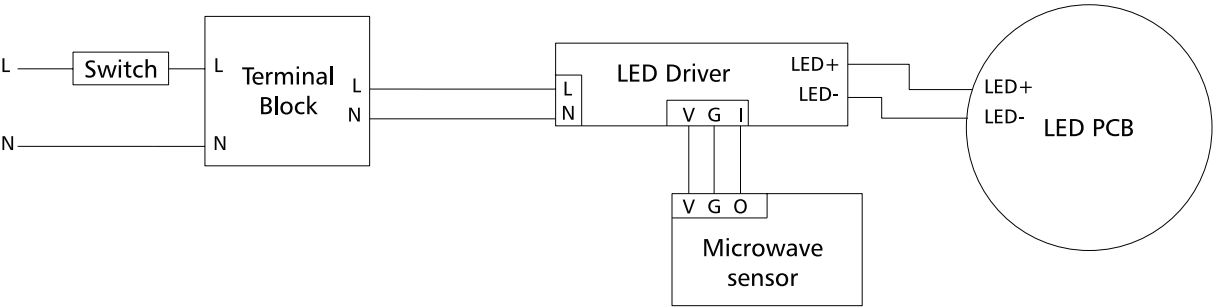 L
Switch
L
Terminal
Block
L
N
N
N
L
N
LED Driver
LED+
LED-
V G I
V G O
Microwave
sensor
LED+
LED-
LED PCB